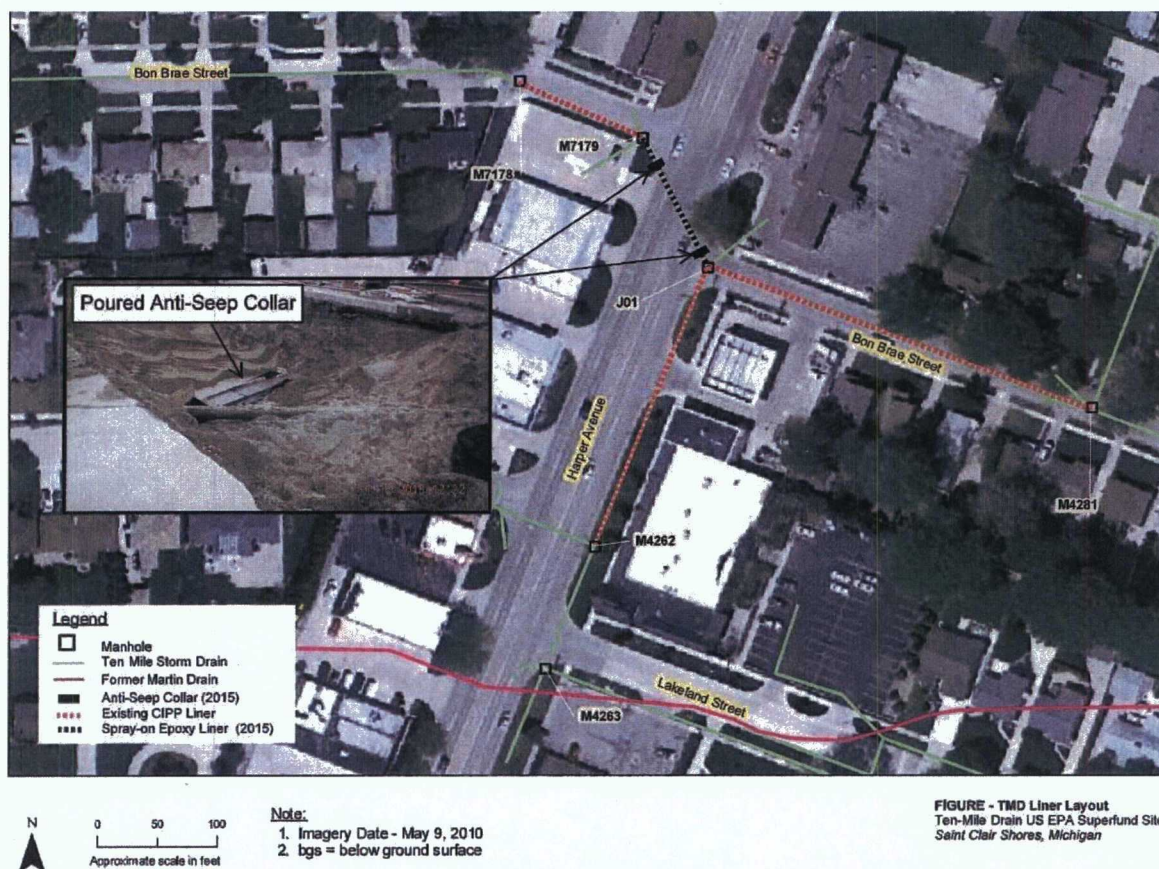 Bon Brae Street
M7179
M7178
Poured Anti-Seep Collar
J01
Bon Brae Street
Harper Avenue
M4281
M4262
Legend
Manhole
Ten Mile Storm Drain
Former Martin Drain
Anti-Seep Collar (2015)
Existing CIPP Liner
Spray-on Epoxy Liner (2015)
Lakeland Street
M4263
N
0 50 100
Approximate scale in feet
Note:
1. Imagery Date - May 9, 2010
2. bgs = below ground surface
FIGURE - TMD Liner Layout
Ten-Mile Drain US EPA Superfund Site
Saint Clair Shores, Michigan